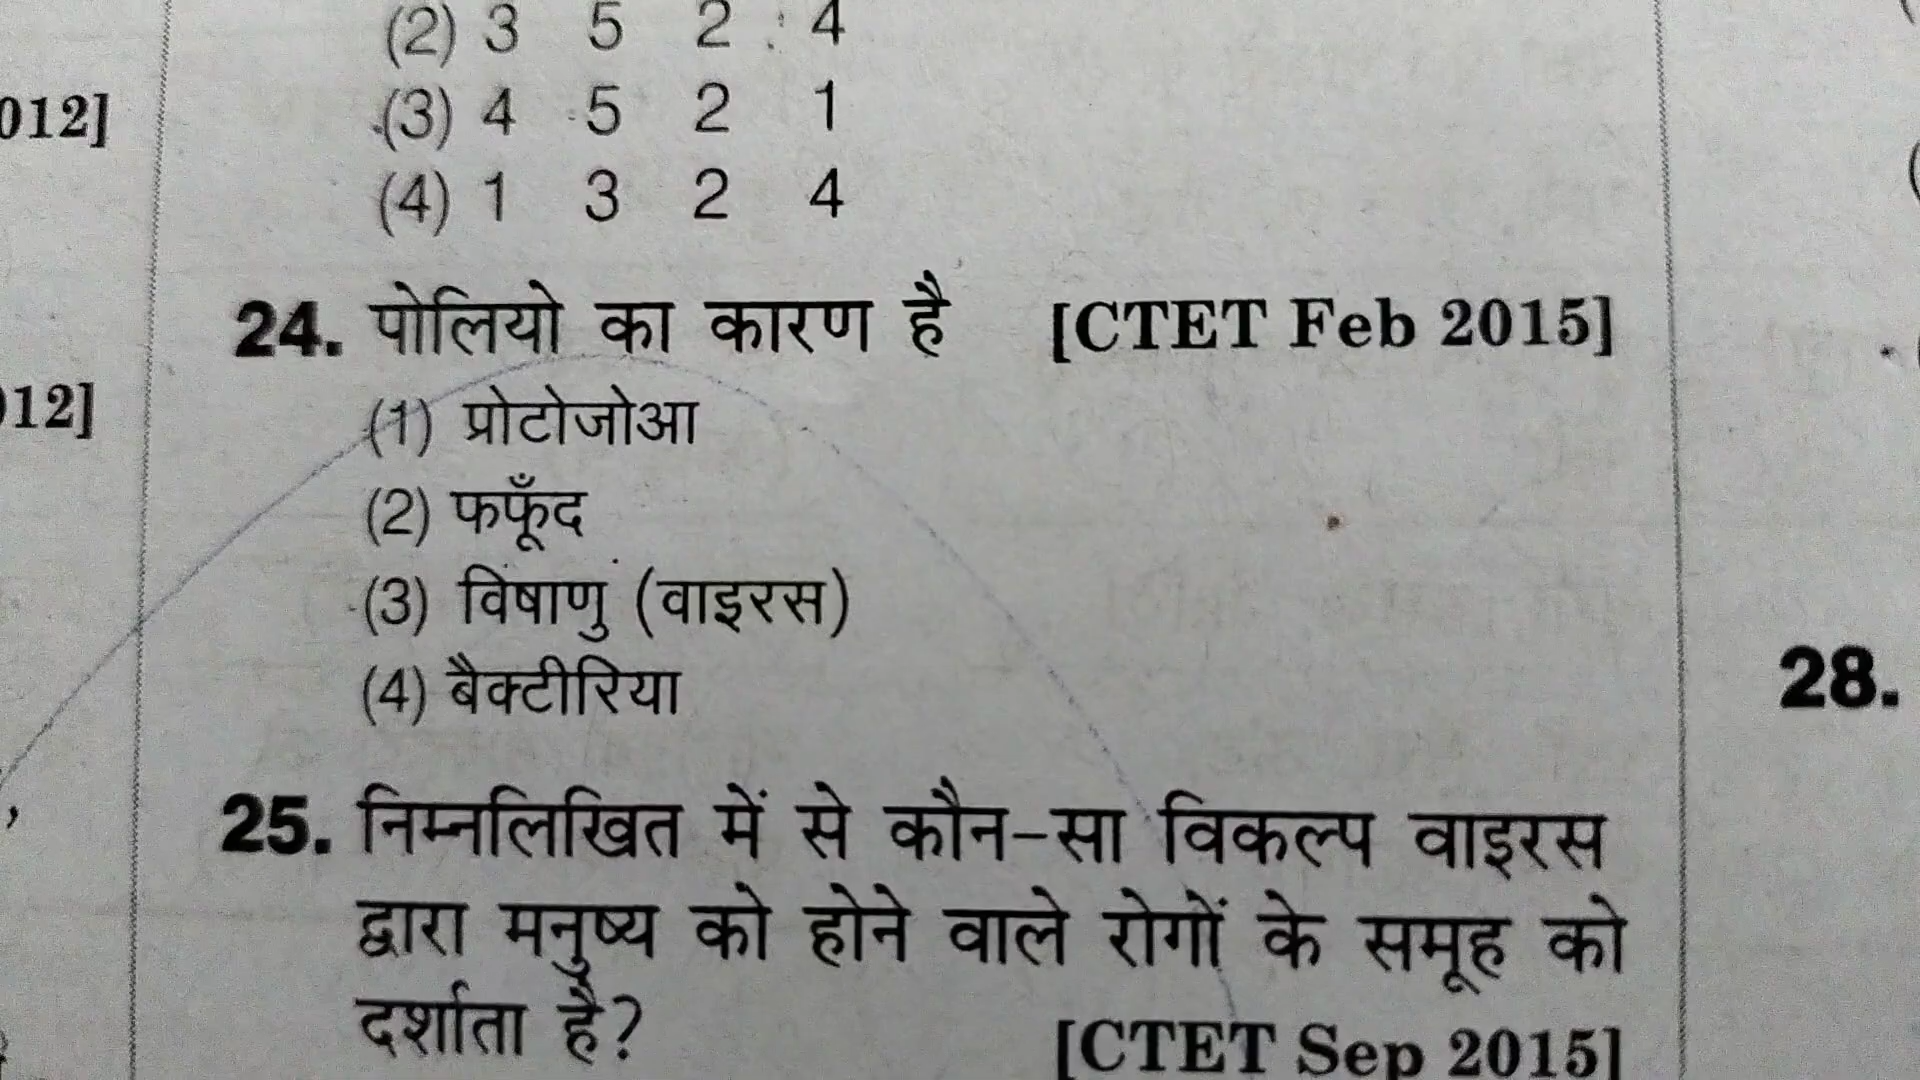 (2) 3 5 2 4
012]
(3) 4 5 2 1
(4) 1 3 2 4
24. पोलियो का कारण है [CTET Feb 2015]
12]
(1) प्रोटोजोआ
(2) फफूँद
(3) विषाणु (वाइरस)
(4) बैक्टीरिया
28.
25. निम्नलिखित में से कौन-सा विकल्प वाइरस
द्वारा मनुष्य को होने वाले रोगों के समूह को
दर्शाता है? [CTET Sep 2015]